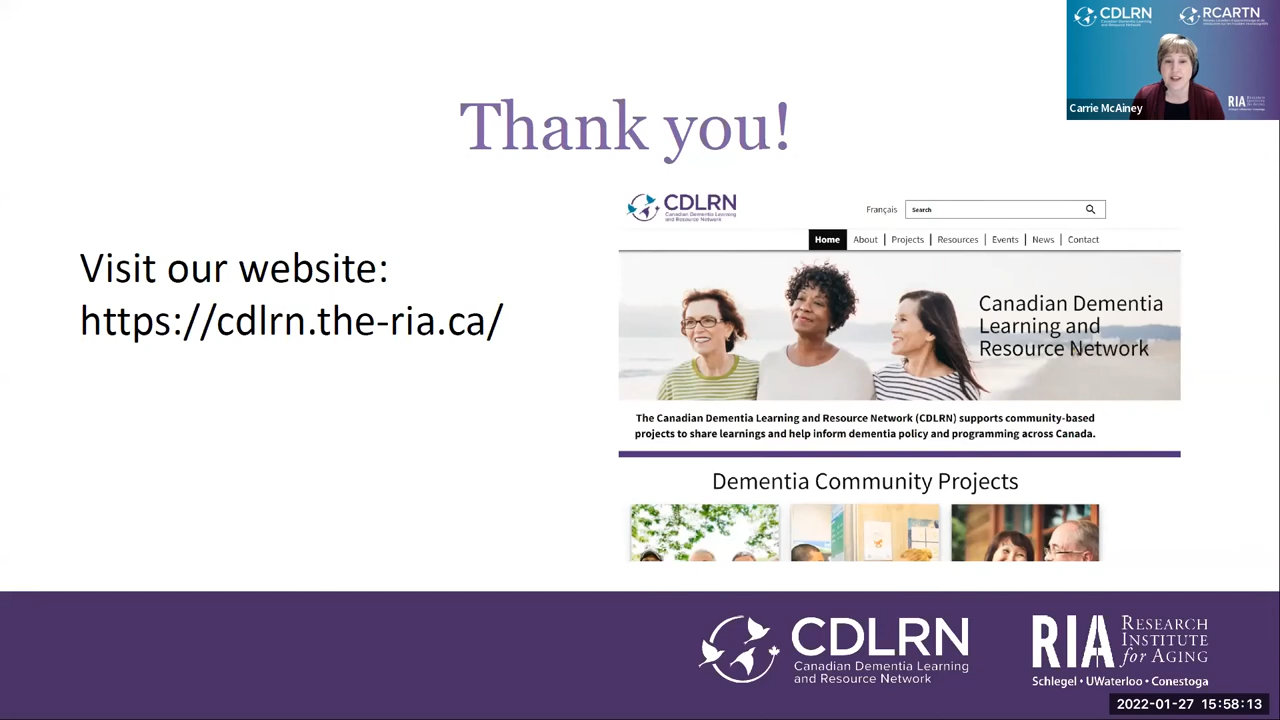 CDLRN
Canadian Dementia Learning
and Resource Network
RCARTN
RIA
RESEARCH
INSTITUTE
for AGING
Carrie McAiney
Thank you!
Visit our website:
https://cdlrn.the-ria.ca/
CDLRN
Canadian Dementia Learning
and Resource Network
Français
Search
Home
About
Projects
Resources
Events
News
Contact
Canadian Dementia
Learning and
Resource Network
The Canadian Dementia Learning and Resource Network (CDLRN) supports community-based
projects to share learnings and help inform dementia policy and programming across Canada.
Dementia Community Projects
CDLRN
Canadian Dementia Learning
and Resource Network
RIA
RESEARCH
INSTITUTE
for AGING
Schlegel • UWaterloo • Conestoga
2022-01-27 15:58:13